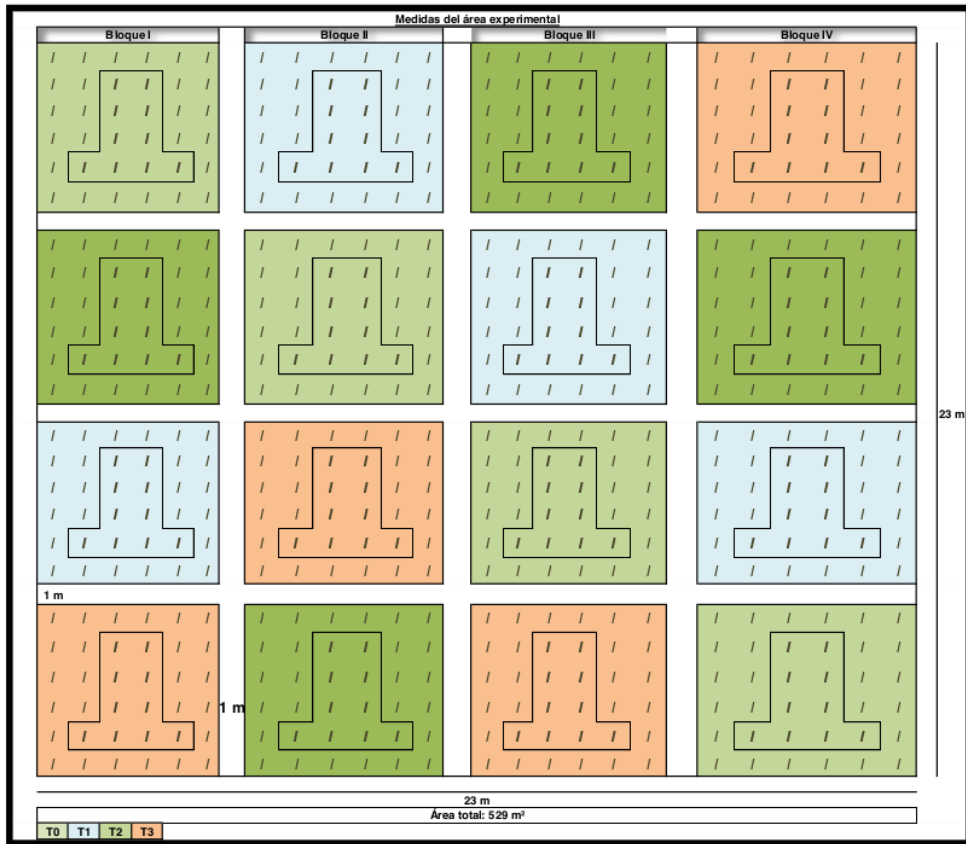 Medidas del área experimental
Bloque I Bloque II Bloque III Bloque IV
23 m
1 m
1 m
23 m
Área total: 529 m²
T0 T1 T2 T3